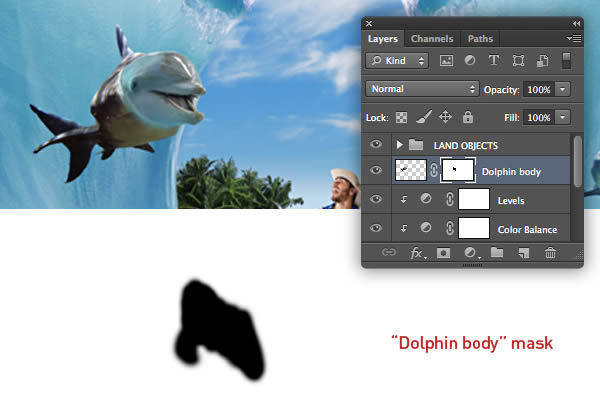 Layers Channels Paths
Kind T
Normal Opacity: 100%
Lock: Fill: 100%
LAND OBJECTS
Dolphin body
Levels
Color Balance
fx
“Dolphin body” mask